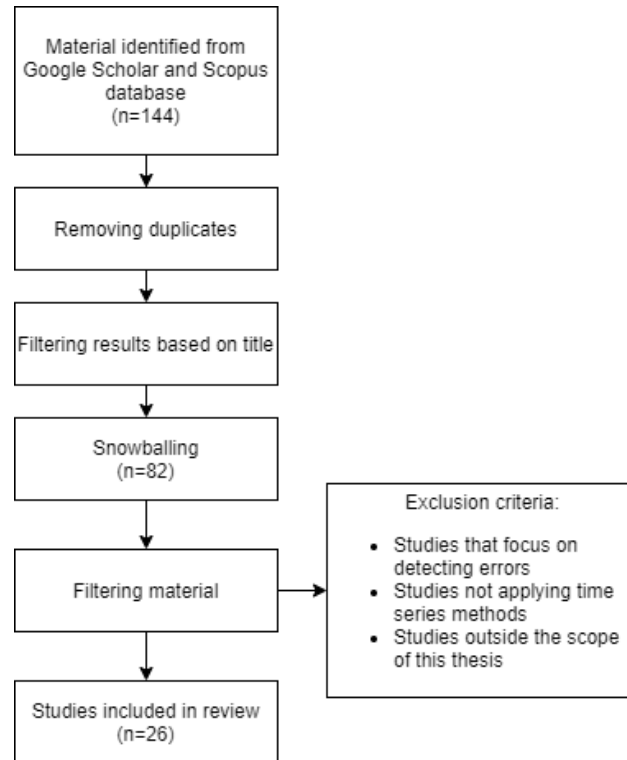 Material identified from
Google Scholar and Scopus
database
(n=144)
Removing duplicates
Filtering results based on title
Snowballing
(n=82)
Filtering material
Exclusion criteria:
• Studies that focus on
detecting errors
• Studies not applying time
series methods
• Studies outside the scope
of this thesis
Studies included in review
(n=26)